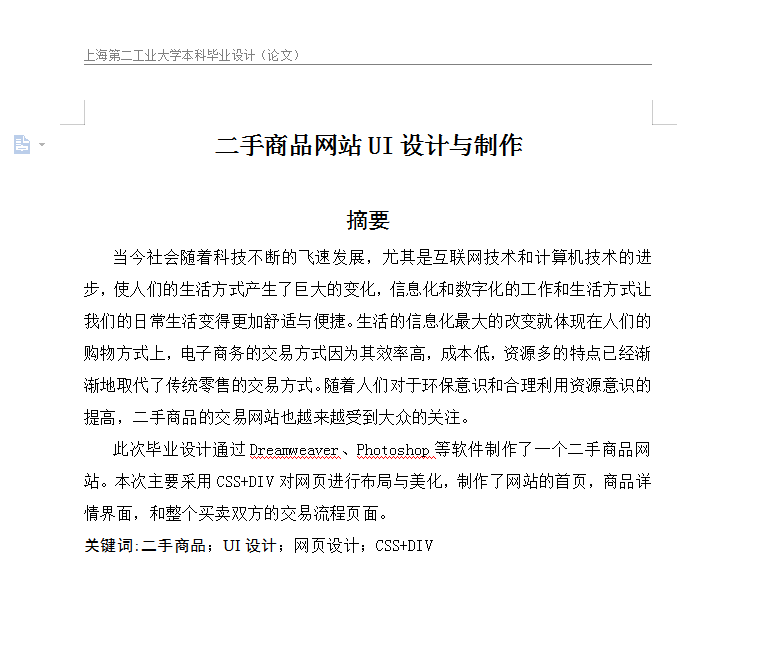 上海第二工业大学本科毕业设计（论文）
二手商品网站 UI 设计与制作
摘要
当今社会随着科技不断的飞速发展，尤其是互联网技术和计算机技术的进
步，使人们的生活方式产生了巨大的变化，信息化和数字化的工作和生活方式让
我们的日常生活变得更加舒适与便捷。生活的信息化最大的改变就体现在人们的
购物方式上，电子商务的交易方式因为其效率高，成本低，资源多的特点已经渐
渐地取代了传统零售的交易方式。随着人们对于环保意识和合理利用资源意识的
提高，二手商品的交易网站也越来越受到大众的关注。
此次毕业设计通过 Dreamweaver、Photoshop 等软件制作了一个二手商品网
站。本次主要采用 CSS+DIV 对网页进行布局与美化，制作了网站的首页，商品详
情界面，和整个买卖双方的交易流程页面。
关键词:二手商品；UI 设计；网页设计；CSS+DIV